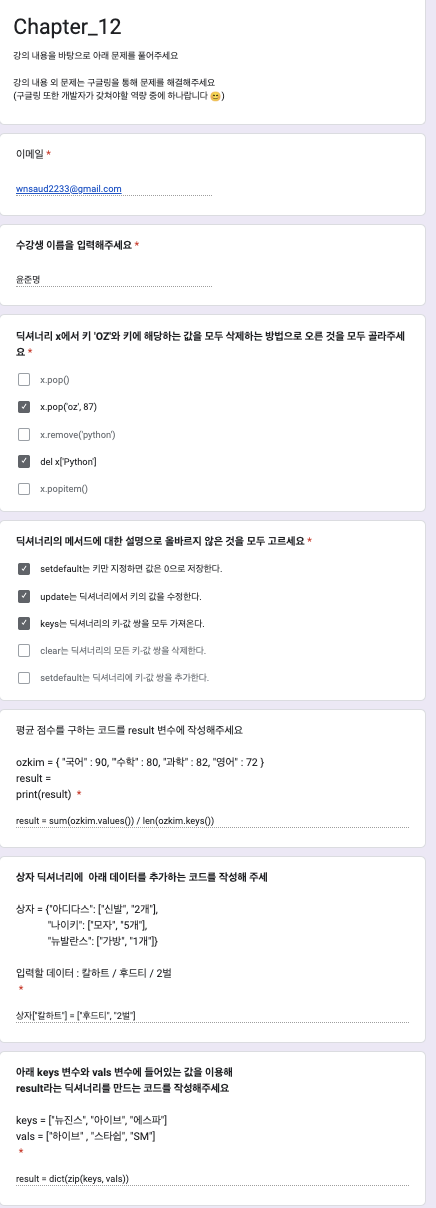 Chapter_12
강의 내용을 바탕으로 아래 문제를 풀어주세요
강의 내용 외 문제는 구글링을 통해 문제를 해결해주세요
(구글링 또한 개발자가 갖쳐야할 역량 중에 하나랍니다 😊)
이메일 *
wnsaud2233@gmail.com
수강생 이름을 입력해주세요 *
윤준명
딕셔너리 x에서 키 'OZ'와 키에 해당하는 값을 모두 삭제하는 방법으로 오른 것을 모두 골라주세
요 *
x.pop()
x.pop('oz', 87)
x.remove('python')
del x['Python']
x.popitem()
딕셔너리의 메서드에 대한 설명으로 올바르지 않은 것을 모두 고르세요 *
setdefault는 키만 지정하면 값은 0으로 저장한다.
update는 딕셔너리에서 키의 값을 수정한다.
keys는 딕셔너리의 키-값 쌍을 모두 가져온다.
clear는 딕셔너리의 모든 키-값 쌍을 삭제한다.
setdefault는 딕셔너리에 키-값 쌍을 추가한다.
평균 점수를 구하는 코드를 result 변수에 작성해주세요
ozkim = { "국어" : 90, "'수학" : 80, "과학" : 82, "영어" : 72 }
result =
print(result) *
result = sum(ozkim.values()) / len(ozkim.keys())
상자 딕셔너리에 아래 데이터를 추가하는 코드를 작성해 주세
상자 = {"아디다스": ["신발", "2개"],
"나이키": ["모자", "5개"],
"뉴발란스": ["가방", "1개"]}
입력할 데이터 : 칼하트 / 후드티 / 2벌
*
상자["칼하트"] = ["후드티", "2벌"]
아래 keys 변수와 vals 변수에 들어있는 값을 이용해
result라는 딕셔너리를 만드는 코드를 작성해주세요
keys = ["뉴진스", "아이브", "에스파"]
vals = ["하이브" , "스타쉽", "SM"]
*
result = dict(zip(keys, vals))